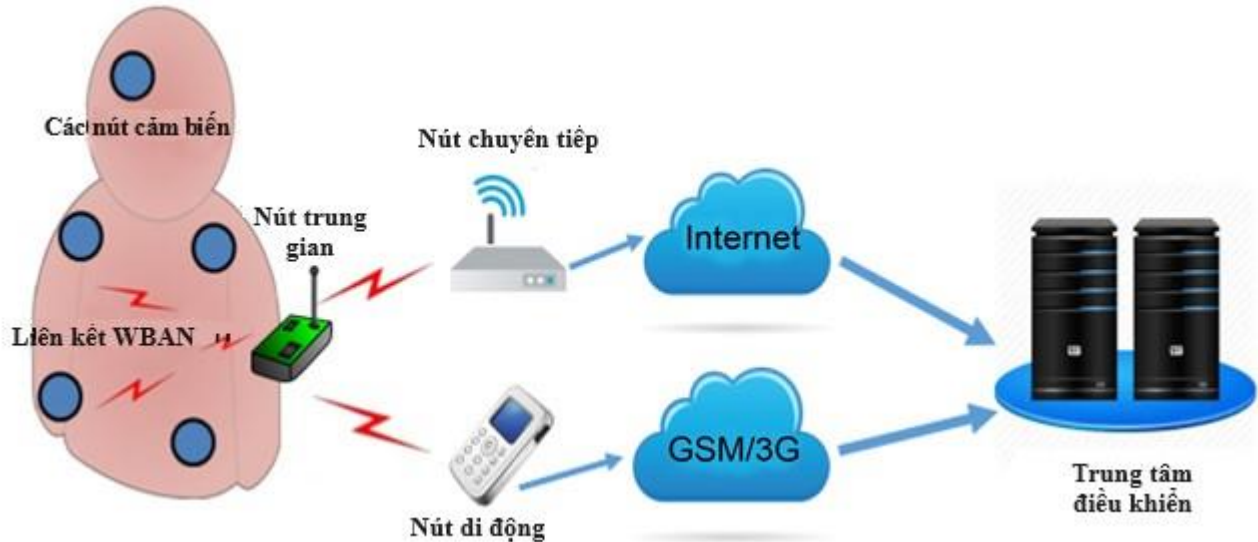 Các nút cảm biến
Nút chuyển tiếp
Nút trung
gian
Internet
Liên kết WBAN
GSM/3G
Nút di động
Trung tâm
điều khiển